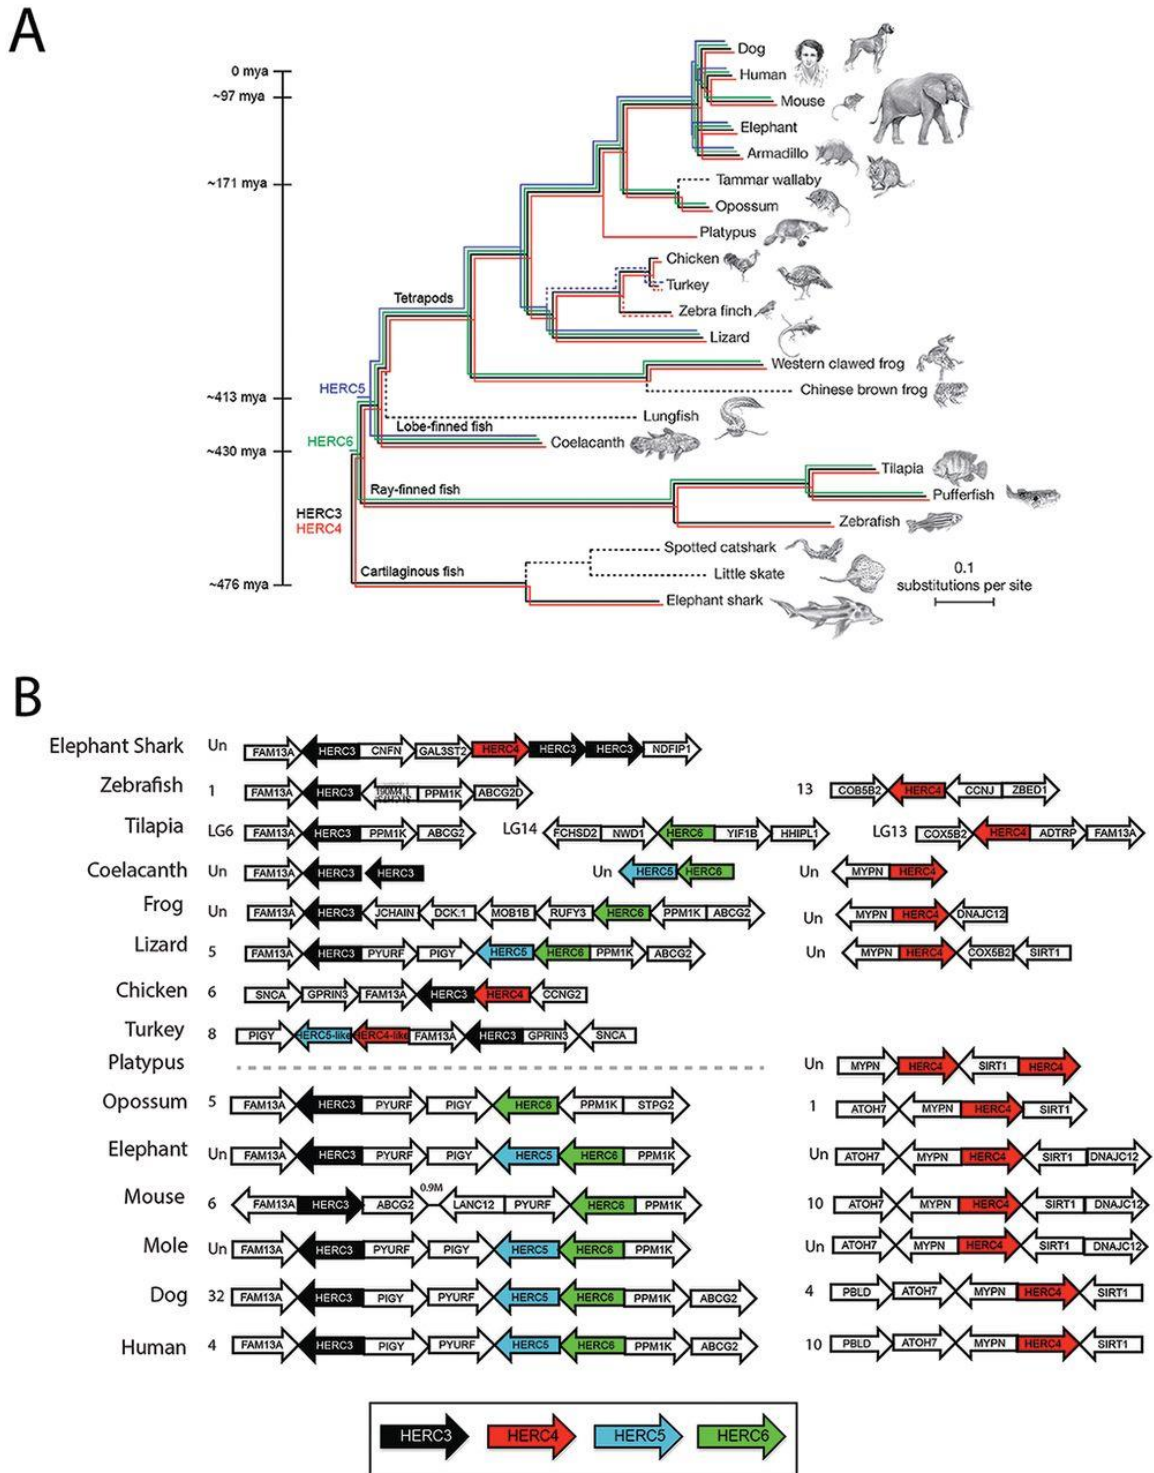 A
0 mya
~97 mya
~171 mya
~413 mya
~430 mya
~476 mya
Dog
Human
Mouse
Elephant
Armadillo
Tammar wallaby
Opossum
Platypus
Chicken
Turkey
Zebra finch
Lizard
Tetrapods
Western clawed frog
Chinese brown frog
HERC5
Lungfish
Lobe-finned fish
Coelacanth
HERC6
Tilapia
Ray-finned fish
Pufferfish
HERC3
HERC4
Zebrafish
Spotted catshark
Cartilaginous fish
Little skate
Elephant shark
0.1
substitutions per site
B
Elephant Shark Un FAM13A HERC3 CNFN GAL3ST2 HERC4 HERC3 HERC3 NDFIP1
Zebrafish 1 FAM13A HERC3 PPM1K ABCG2D 13 COB5B2 HERC4 CCNJ ZBED1
Tilapia LG6 FAM13A HERC3 PPM1K ABCG2 LG14 FCHSD2 NWD1 HERC6 YIF1B HHIPL1 LG13 COX5B2 HERC4 ADTRP FAM13A
Coelacanth Un FAM13A HERC3 HERC3 Un HERC5 HERC6 Un MYPN HERC4
Frog Un FAM13A HERC3 JCHAIN DCK.1 MOB1B RUFY3 HERC6 PPM1K ABCG2 Un MYPN HERC4 DNAJC12
Lizard 5 FAM13A HERC3 PYURF PIGY HERC5 HERC6 PPM1K ABCG2 Un MYPN HERC4 COX5B2 SIRT1
Chicken 6 SNCA GPRIN3 FAM13A HERC3 HERC4 CCNG2
Turkey 8 PIGY HERC5-like HERC4-like FAM13A HERC3 GPRIN3 SNCA
Platypus Un MYPN HERC4 SIRT1 HERC4
Opossum 5 FAM13A HERC3 PYURF PIGY HERC6 PPM1K STPG2 1 ATOH7 MYPN HERC4 SIRT1
Elephant Un FAM13A HERC3 PYURF PIGY HERC5 HERC6 PPM1K Un ATOH7 MYPN HERC4 SIRT1 DNAJC12
Mouse 6 FAM13A HERC3 ABCG2 0.9M LANC12 PYURF HERC6 PPM1K 10 ATOH7 MYPN HERC4 SIRT1 DNAJC12
Mole Un FAM13A HERC3 PYURF PIGY HERC5 HERC6 PPM1K Un ATOH7 MYPN HERC4 SIRT1 DNAJC12
Dog 32 FAM13A HERC3 PIGY PYURF HERC5 HERC6 PPM1K ABCG2 4 PBLD ATOH7 MYPN HERC4 SIRT1
Human 4 FAM13A HERC3 PIGY PYURF HERC5 HERC6 PPM1K ABCG2 10 PBLD ATOH7 MYPN HERC4 SIRT1
HERC3 HERC4 HERC5 HERC6